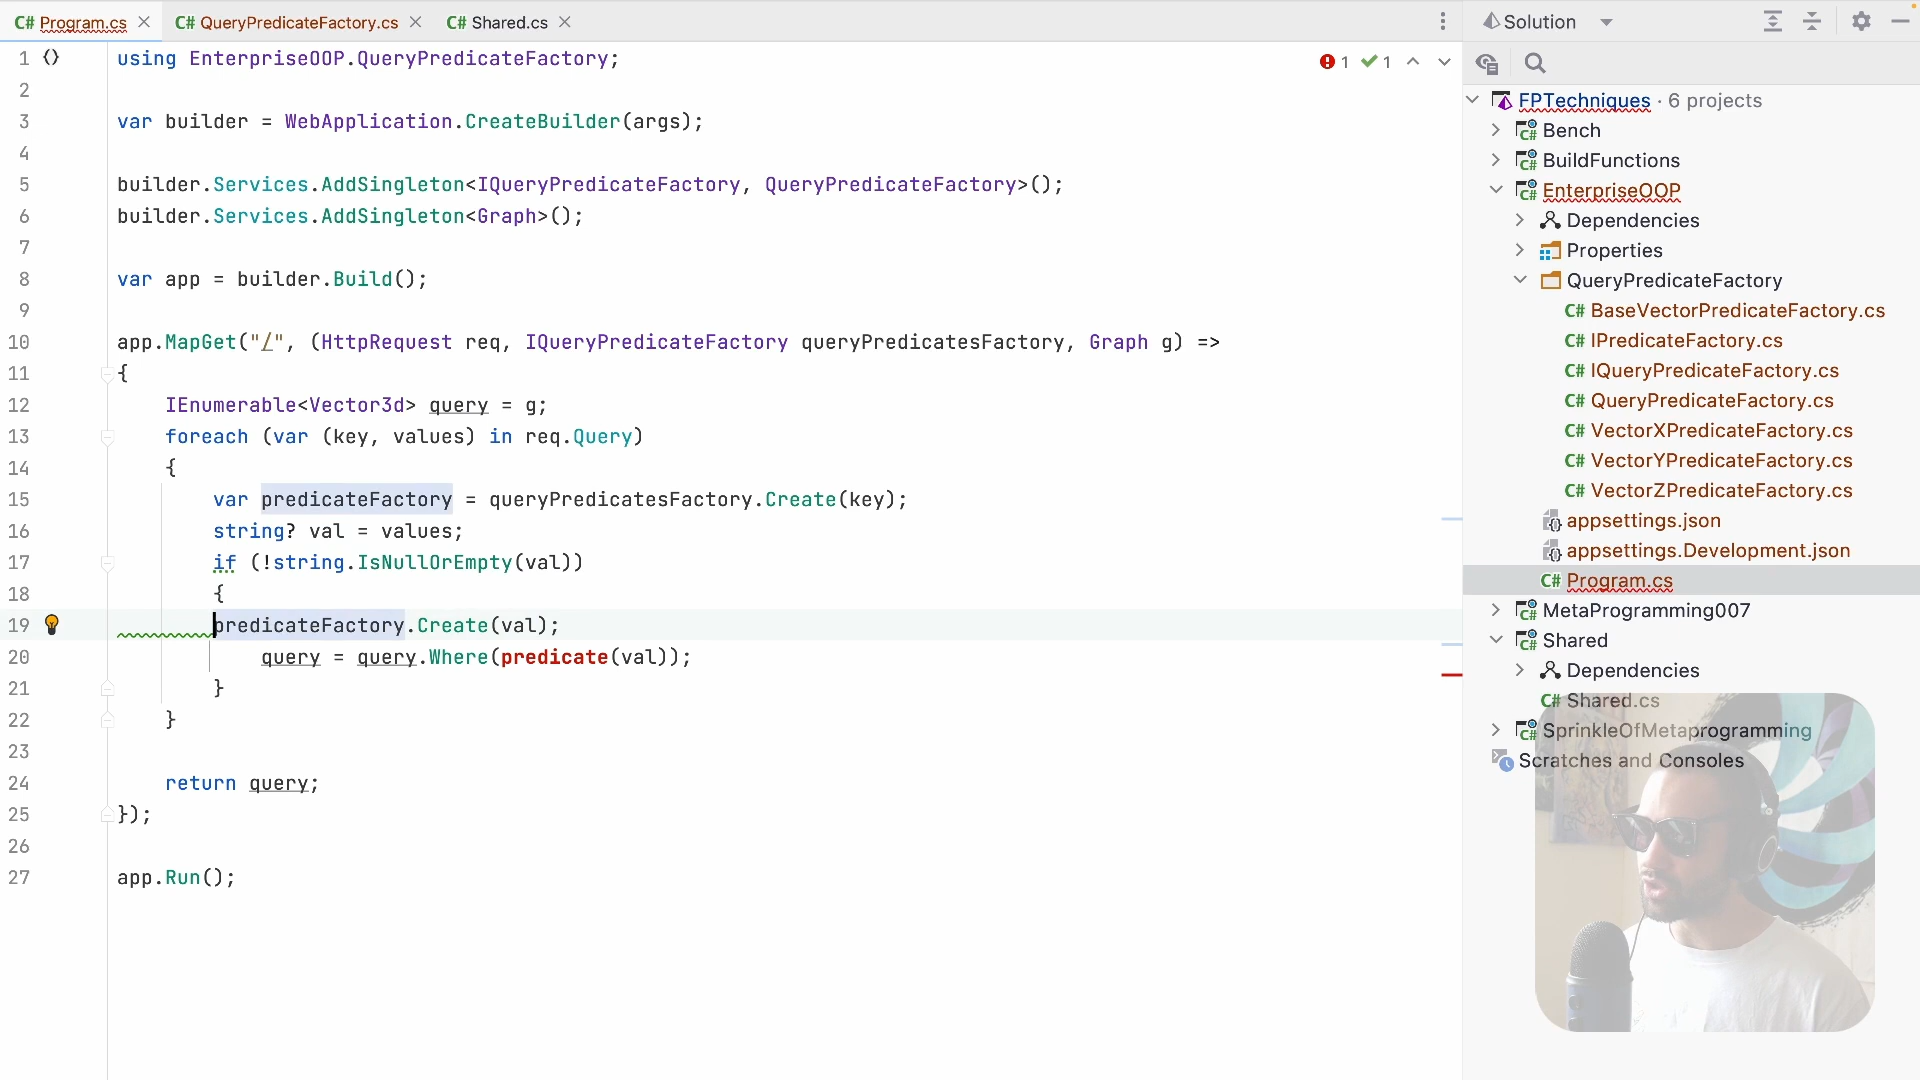 C# Program.cs
C# QueryPredicateFactory.cs
C# Shared.cs
1 using EnterpriseOOP.QueryPredicateFactory;
2
3 var builder = WebApplication.CreateBuilder(args);
4
5 builder.Services.AddSingleton<IQueryPredicateFactory, QueryPredicateFactory>();
6 builder.Services.AddSingleton<Graph>();
7
8 var app = builder.Build();
9
10 app.MapGet("/", (HttpRequest req, IQueryPredicateFactory queryPredicatesFactory, Graph g) =>
11 {
12 IEnumerable<Vector3d> query = g;
13 foreach (var (key, values) in req.Query)
14 {
15 var predicateFactory = queryPredicatesFactory.Create(key);
16 string? val = values;
17 if (!string.IsNullOrEmpty(val))
18 {
19 predicateFactory.Create(val);
20 query = query.Where(predicate(val));
21 }
22 }
23
24 return query;
25 });
26
27 app.Run();
1 1
Solution
FPTechniques · 6 projects
C# Bench
C# BuildFunctions
C# EnterpriseOOP
Dependencies
Properties
QueryPredicateFactory
C# BaseVectorPredicateFactory.cs
C# IPredicateFactory.cs
C# IQueryPredicateFactory.cs
C# QueryPredicateFactory.cs
C# VectorXPredicateFactory.cs
C# VectorYPredicateFactory.cs
C# VectorZPredicateFactory.cs
appsettings.json
appsettings.Development.json
C# Program.cs
C# MetaProgramming007
C# Shared
Dependencies
C# Shared.cs
C# SprinkleOfMetaprogramming
Scratches and Consoles